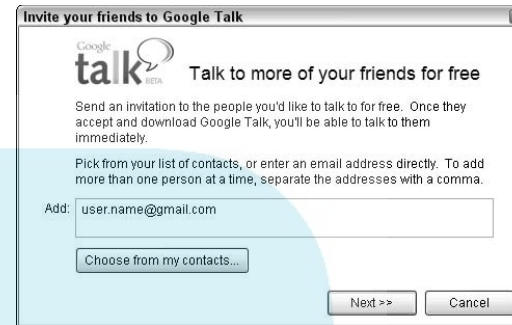 Invite your friends to Google Talk
Google
talk
BETA
Talk to more of your friends for free
Send an invitation to the people you'd like to talk to for free. Once they
accept and download Google Talk, you'll be able to talk to them
immediately.
Pick from your list of contacts, or enter an email address directly. To add
more than one person at a time, separate the addresses with a comma.
Add: user.name@gmail.com
Choose from my contacts...
Next >> Cancel